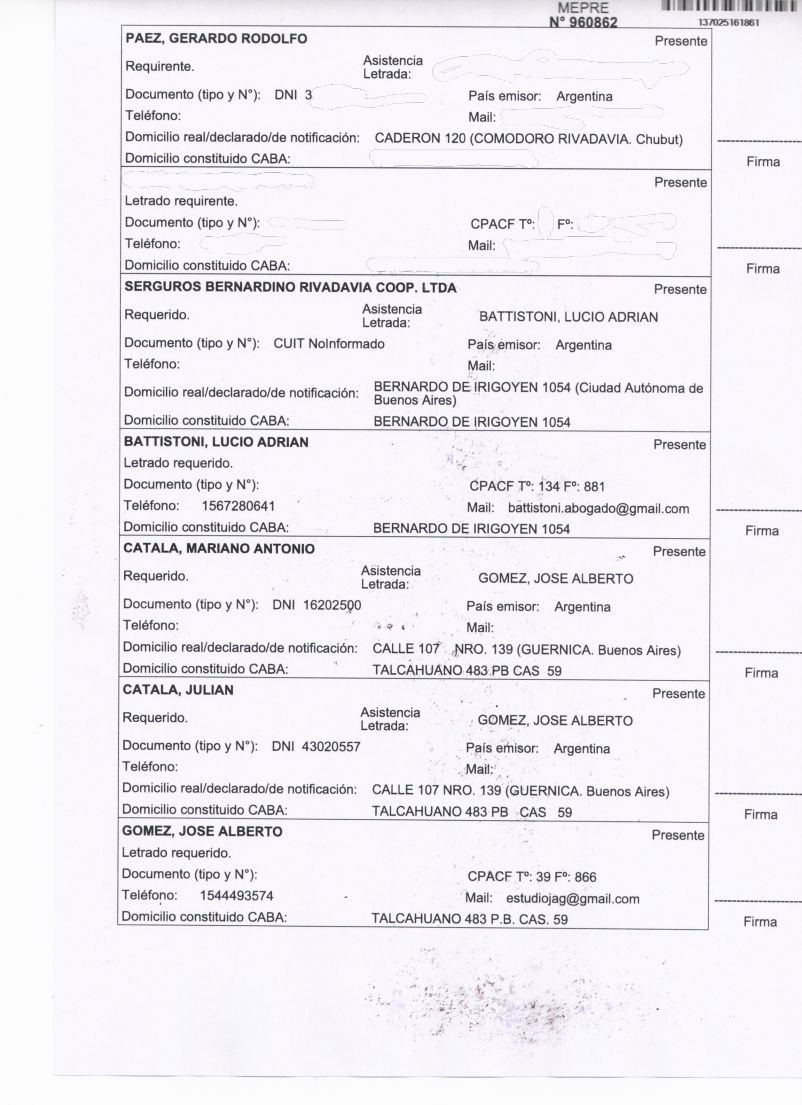 MEPRE
N° 960862
137025161861
PAEZ, GERARDO RODOLFO
Presente
Requirente.
Asistencia
Letrada:
Documento (tipo y N°): DNI 3
País emisor: Argentina
Teléfono:
Mail:
Domicilio real/declarado/de notificación: CADERON 120 (COMODORO RIVADAVIA. Chubut)
Domicilio constituido CABA:
Firma
Presente
Letrado requirente.
Documento (tipo y N°):
CPACF Tº: Fº:
Teléfono:
Mail:
Domicilio constituido CABA:
Firma
SERGUROS BERNARDINO RIVADAVIA COOP. LTDA
Presente
Requerido.
Asistencia
Letrada:
BATTISTONI, LUCIO ADRIAN
Documento (tipo y N°): CUIT NoInformado
País emisor: Argentina
Teléfono:
Mail:
Domicilio real/declarado/de notificación:
BERNARDO DE IRIGOYEN 1054 (Ciudad Autónoma de
Buenos Aires)
Domicilio constituido CABA: BERNARDO DE IRIGOYEN 1054
BATTISTONI, LUCIO ADRIAN
Presente
Letrado requerido.
Documento (tipo y N°):
CPACF Tº: 134 Fº: 881
Teléfono: 1567280641
Mail: battistoni.abogado@gmail.com
Domicilio constituido CABA: BERNARDO DE IRIGOYEN 1054
Firma
CATALA, MARIANO ANTONIO
Presente
Requerido.
Asistencia
Letrada:
GOMEZ, JOSE ALBERTO
Documento (tipo y N°): DNI 16202500
País emisor: Argentina
Teléfono:
Mail:
Domicilio real/declarado/de notificación: CALLE 107 NRO. 139 (GUERNICA. Buenos Aires)
Domicilio constituido CABA: TALCAHUANO 483 PB CAS 59
Firma
CATALA, JULIAN
Presente
Requerido.
Asistencia
Letrada:
GOMEZ, JOSE ALBERTO
Documento (tipo y N°): DNI 43020557
País emisor: Argentina
Teléfono:
Mail:
Domicilio real/declarado/de notificación: CALLE 107 NRO. 139 (GUERNICA. Buenos Aires)
Domicilio constituido CABA: TALCAHUANO 483 PB CAS 59
Firma
GOMEZ, JOSE ALBERTO
Presente
Letrado requerido.
Documento (tipo y N°):
CPACF Tº: 39 Fº: 866
Teléfono: 1544493574
Mail: estudiojag@gmail.com
Domicilio constituido CABA: TALCAHUANO 483 P.B. CAS. 59
Firma